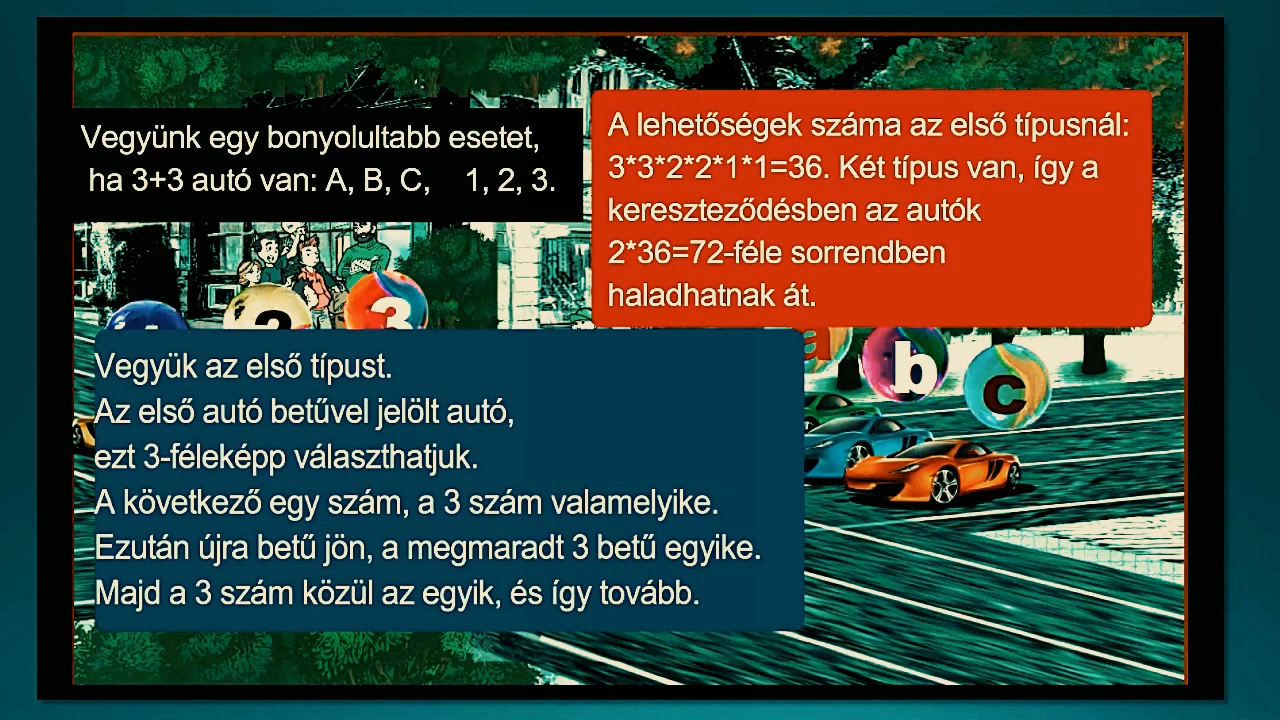 Vegyünk egy bonyolultabb esetet,
ha 3+3 autó van: A, B, C, 1, 2, 3.
A lehetőségek száma az első típusnál:
3*3*2*2*1*1=36. Két típus van, így a
kereszteződésben az autók
2*36=72-féle sorrendben
haladhatnak át.
2 3
Vegyük az első típust.
Az első autó betűvel jelölt autó,
ezt 3-féleképp választhatjuk.
A következő egy szám, a 3 szám valamelyike.
Ezután újra betű jön, a megmaradt 3 betű egyike.
Majd a 3 szám közül az egyik, és így tovább.
a b c